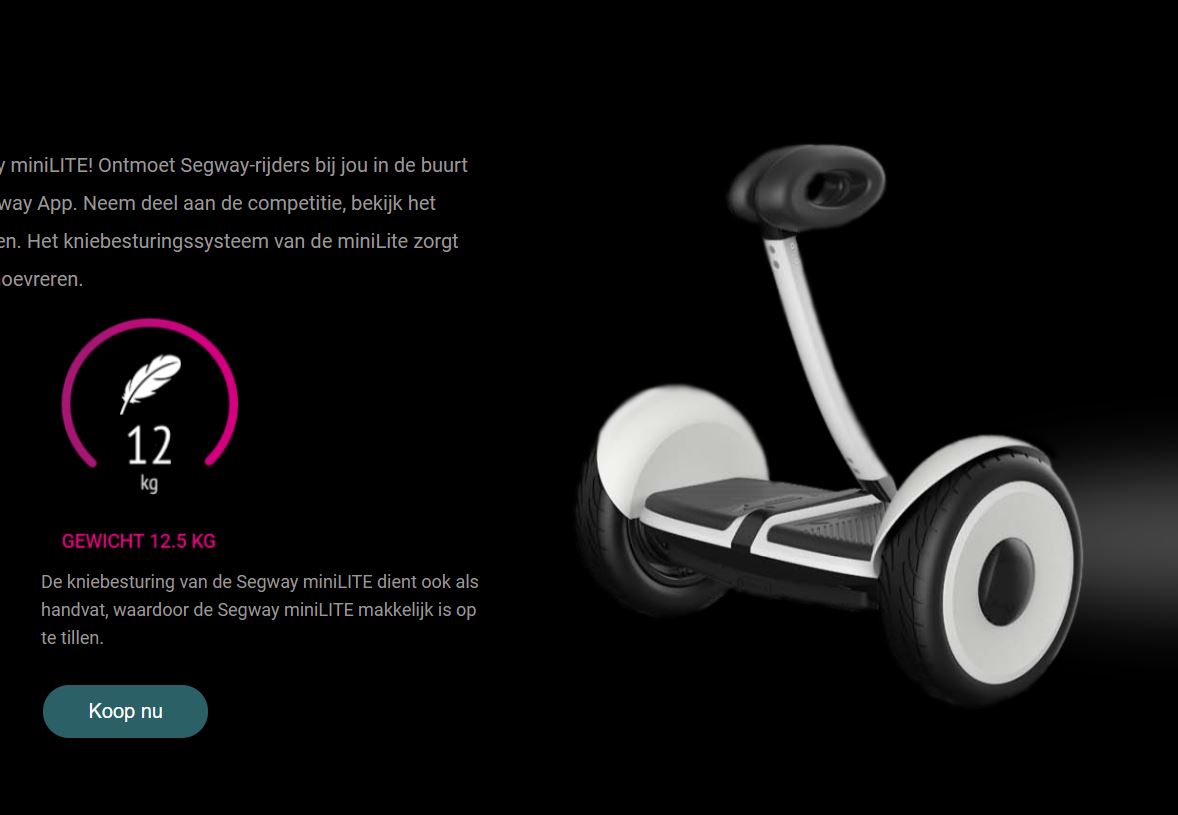 miniLITE! Ontmoet Segway-rijders bij jou in de buurt
way App. Neem deel aan de competitie, bekijk het
en. Het kniebesturingssysteem van de miniLite zorgt
oevreren.
12
kg
GEWICHT 12.5 KG
De kniebesturing van de Segway miniLITE dient ook als
handvat, waardoor de Segway miniLITE makkelijk is op
te tillen.
Koop nu